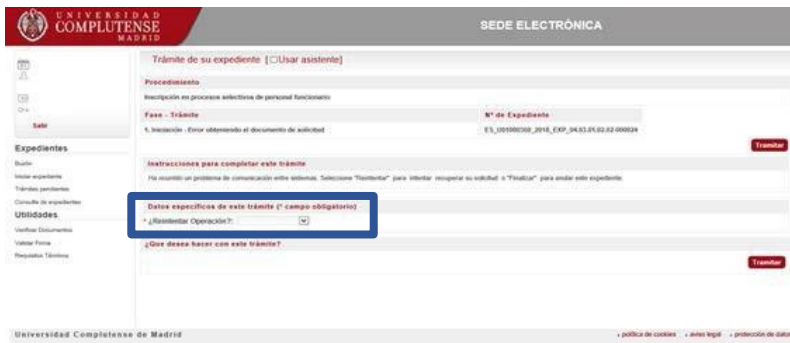 UNIVERSIDAD
COMPLUTENSE
MADRID
SEDE ELECTRÓNICA
Trámite de su expediente [□Usar asistente]
Procedimiento
Inscripción en procesos selectivos de personal funcionario
Fase - Trámite Nº de Expediente
1. Iniciación - Error obteniendo el documento de solicitud
Tramitar
Salir
Expedientes
Buzón
Iniciar expediente
Trámites pendientes
Consulta de expedientes
Utilidades
Verificar Documentos
Validar Firma
Requisitos Técnicos
Instrucciones para completar este trámite
Ha ocurrido un problema de comunicación entre sistemas. Seleccione "Reintentar" para intentar recuperar su solicitud o "Finalizar" para anular este expediente.
Datos específicos de este trámite (* campo obligatorio)
* ¿Reintentar Operación?:
¿Que desea hacer con este trámite?
Tramitar
Universidad Complutense de Madrid
política de cookies aviso legal protección de datos